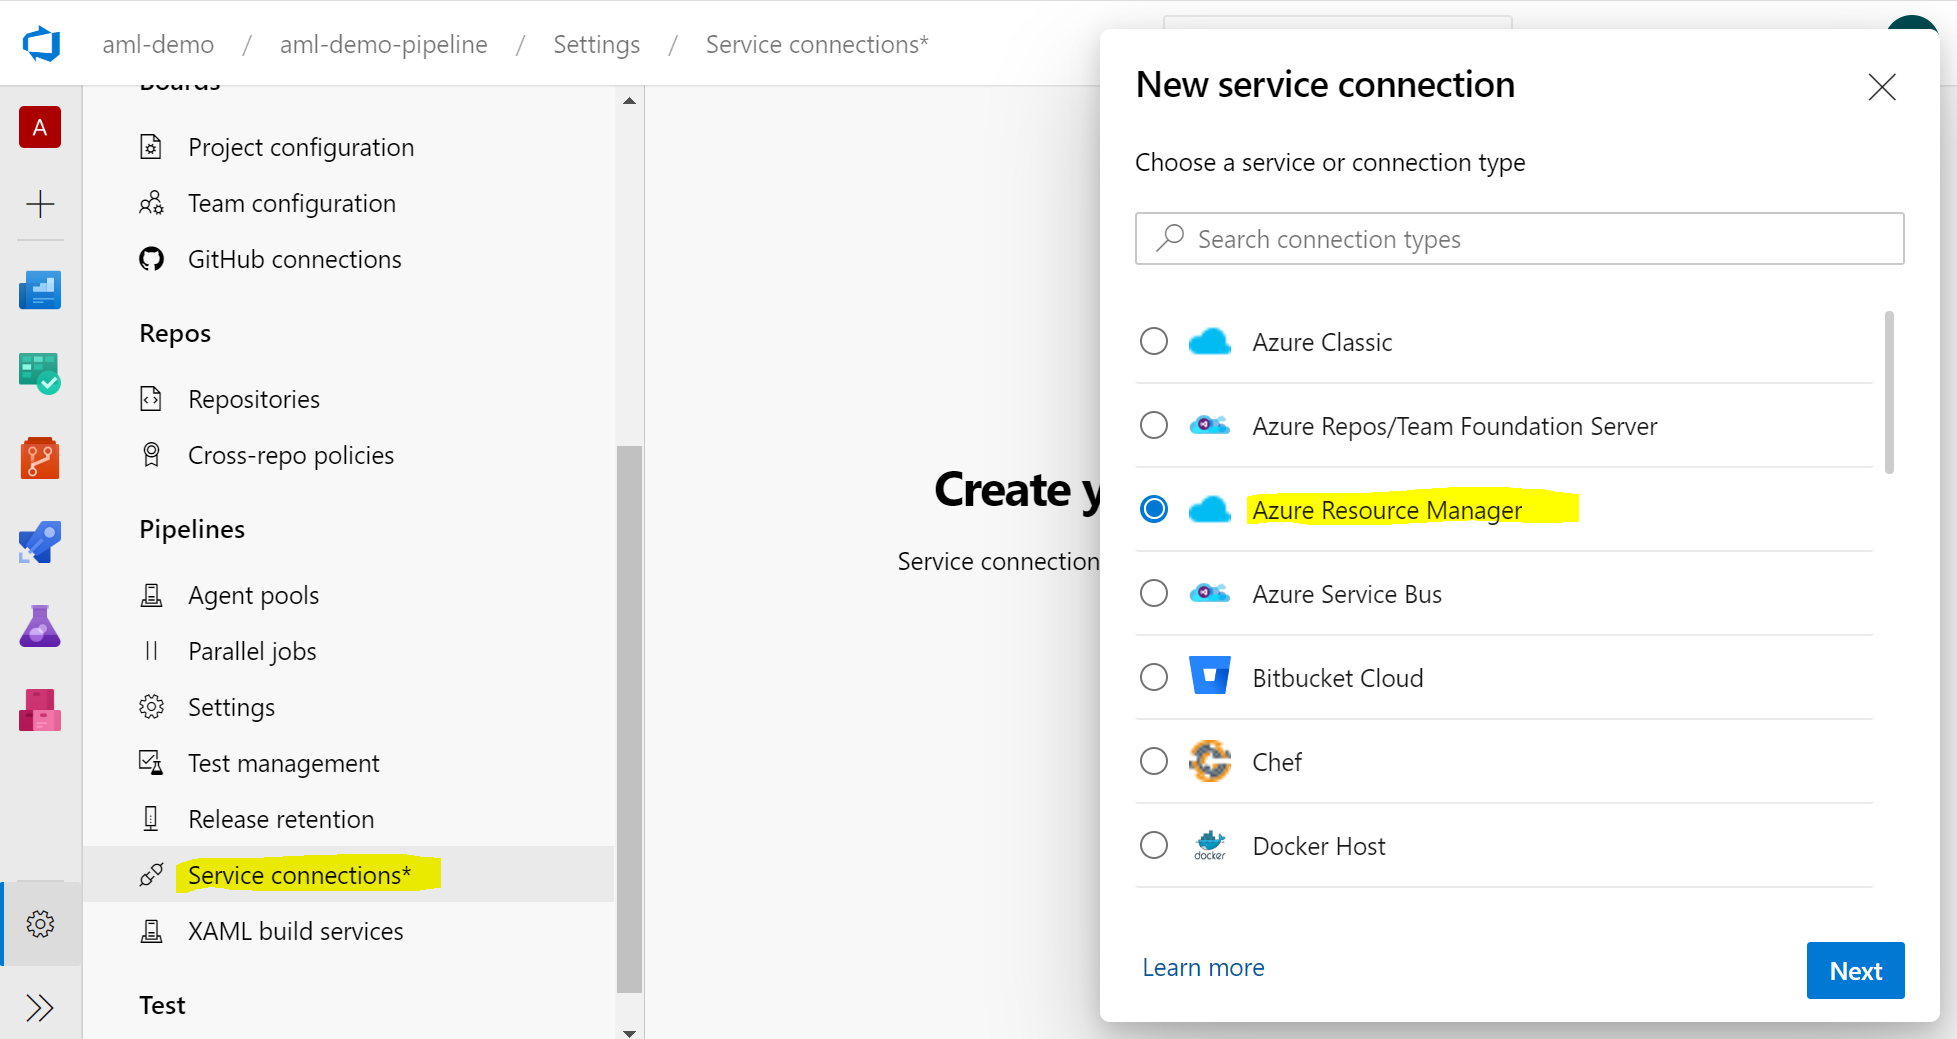 aml-demo / aml-demo-pipeline / Settings / Service connections*
A
Boards
Project configuration
Team configuration
GitHub connections
Repos
Repositories
Cross-repo policies
Pipelines
Agent pools
Parallel jobs
Settings
Test management
Release retention
Service connections*
XAML build services
Test
Create y
Service connection
New service connection
Choose a service or connection type
Search connection types
Azure Classic
Azure Repos/Team Foundation Server
Azure Resource Manager
Azure Service Bus
Bitbucket Cloud
Chef
docker
Docker Host
Learn more
Next